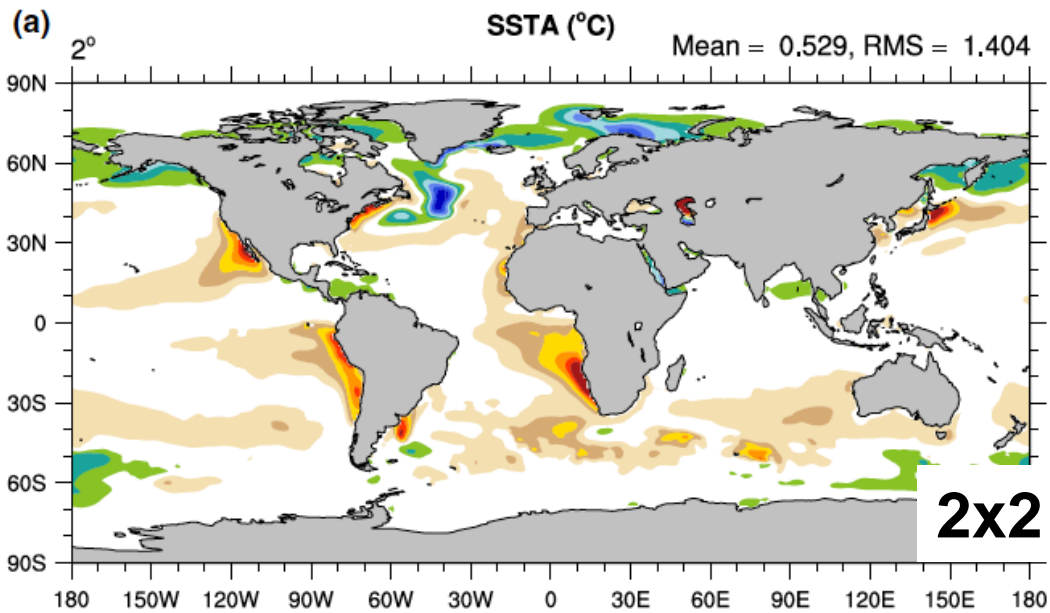 (a)
SSTA (°C)
2°
Mean = 0.529, RMS = 1.404
90N
60N
30N
0
30S
60S
90S
2x2
180 150W 120W 90W 60W 30W 0 30E 60E 90E 120E 150E 180